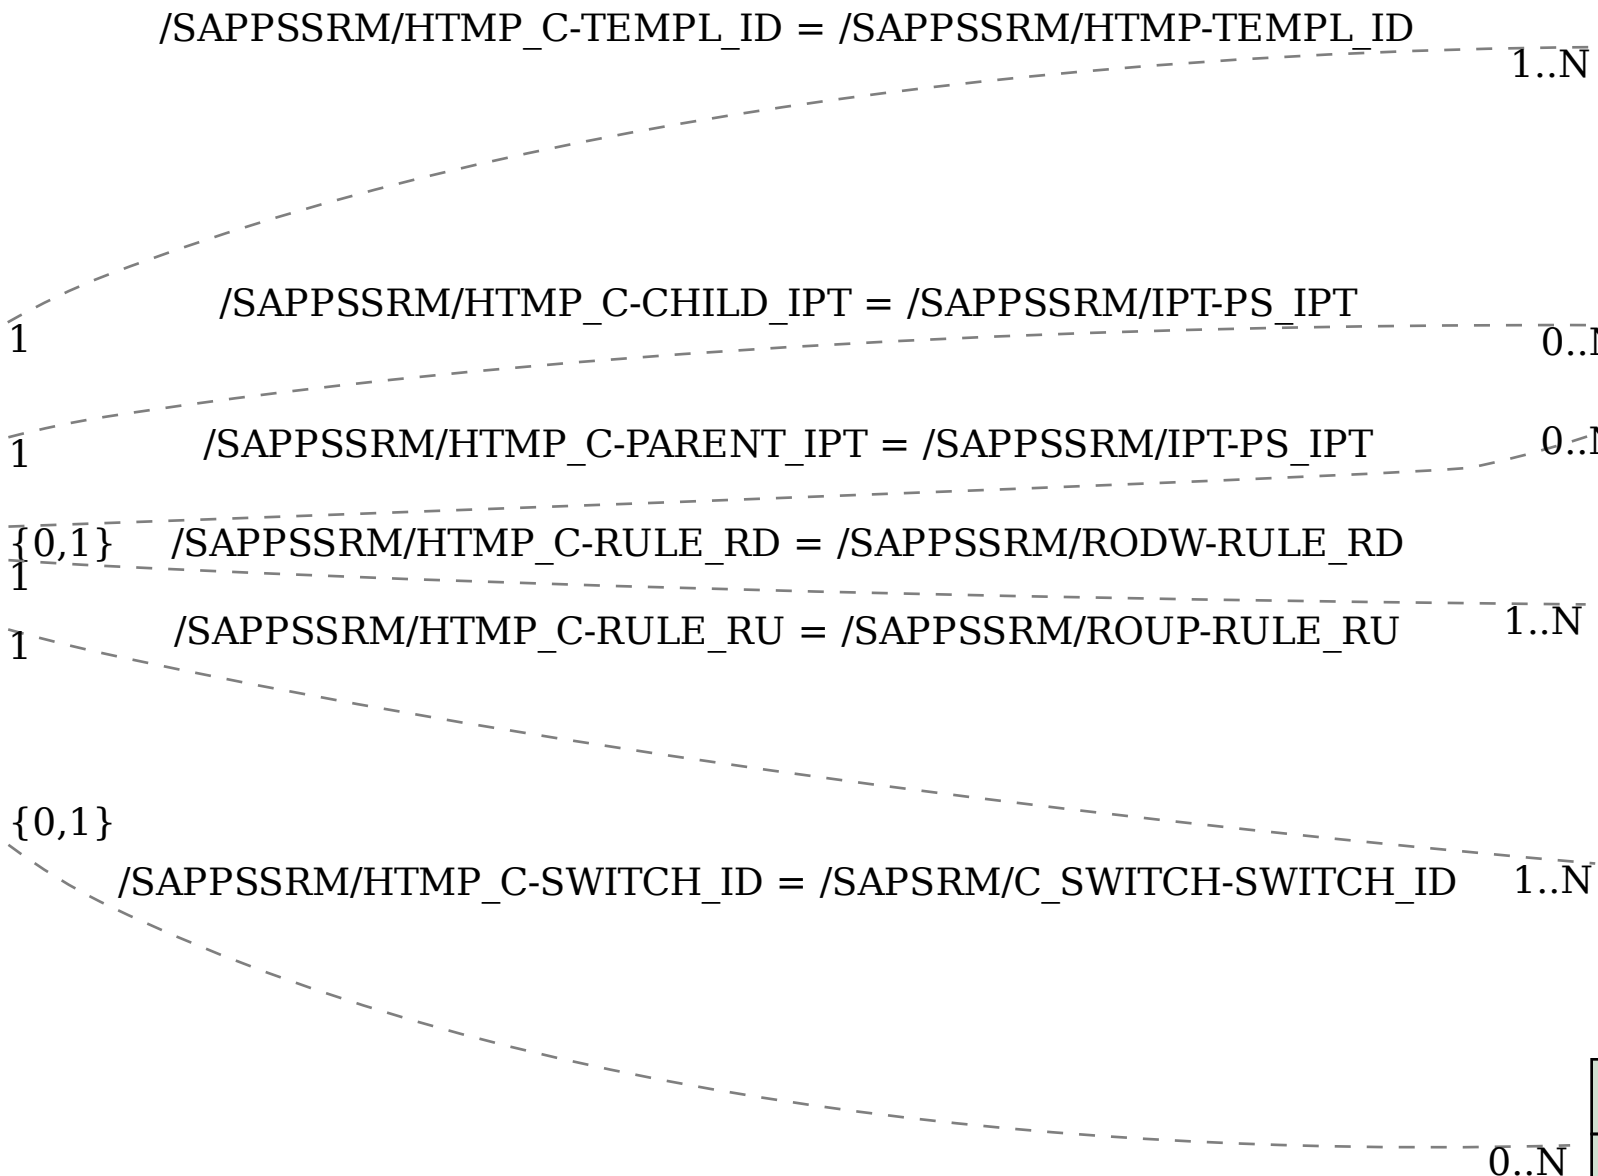 /SAPPSSRM/HTMP_C-TEMPL_ID = /SAPPSSRM/HTMP-TEMPL_ID
1..N
/SAPPSSRM/HTMP_C-CHILD_IPT = /SAPPSSRM/IPT-PS_IPT
1
0..N
/SAPPSSRM/HTMP_C-PARENT_IPT = /SAPPSSRM/IPT-PS_IPT
0..N
1
{0,1} /SAPPSSRM/HTMP_C-RULE_RD = /SAPPSSRM/RODW-RULE_RD
1
1..N
/SAPPSSRM/HTMP_C-RULE_RU = /SAPPSSRM/ROUP-RULE_RU
1
{0,1}
/SAPPSSRM/HTMP_C-SWITCH_ID = /SAPSRM/C_SWITCH-SWITCH_ID
1..N
0..N